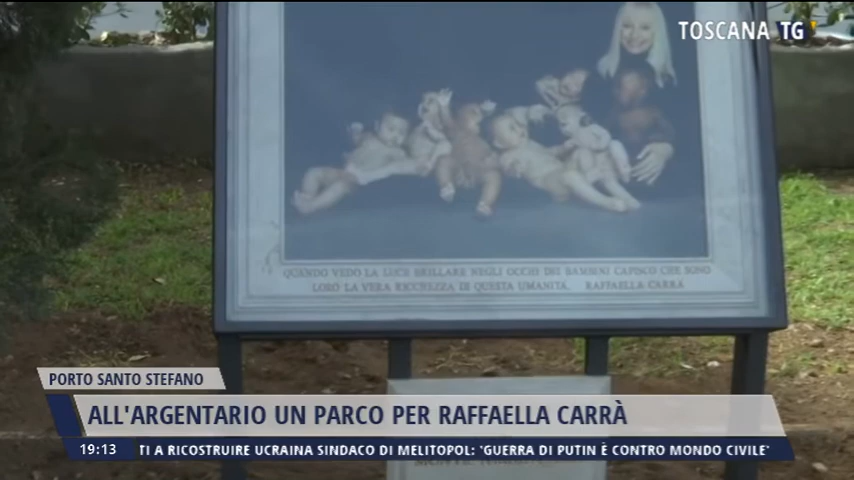 TOSCANA TG
QUANDO VEDO LA LUCE BRILLARE NEGLI OCCHI DEI BAMBINI CAPISCO CHE SONO
LORO LA VERA RICCHEZZA DI QUESTA UMANITÀ. RAFFAELLA CARRÀ
PORTO SANTO STEFANO
ALL'ARGENTARIO UN PARCO PER RAFFAELLA CARRÀ
19:13 TI A RICOSTRUIRE UCRAINA SINDACO DI MELITOPOL: 'GUERRA DI PUTIN È CONTRO MONDO CIVILE'